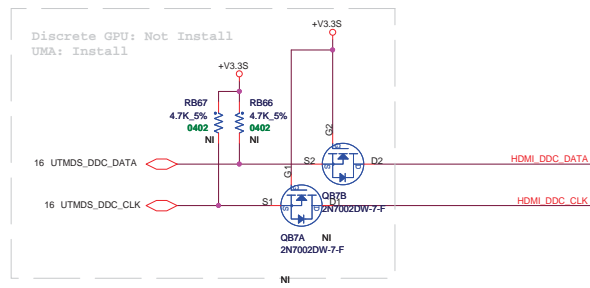 +V3.3S
Discrete GPU: Not Install
UMA: Install
+V3.3S
RB67
4.7K_5%
0402
NI
RB66
4.7K_5%
0402
NI
G2
G1
16 UTMDS_DDC_DATA
S2
D2
HDMI_DDC_DATA
QB7B
2N7002DW-7-F
NI
16 UTMDS_DDC_CLK
S1
D1
HDMI_DDC_CLK
QB7A
2N7002DW-7-F
NI